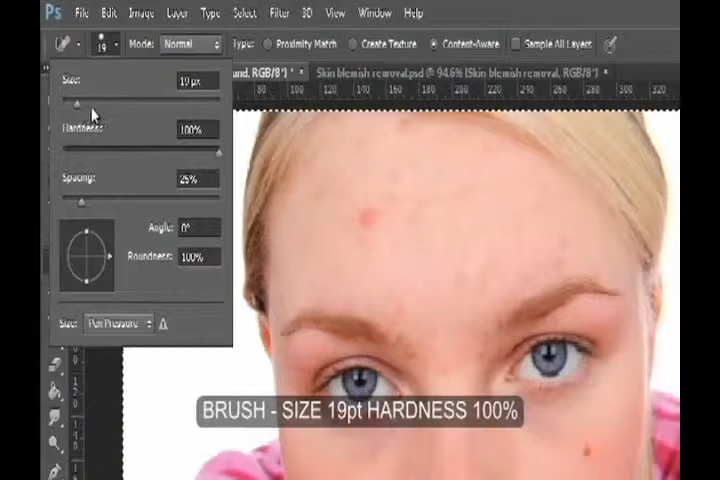 Ps File Edit Image Layer Type Select Filter 3D View Window Help
19 Mode: Normal Type: Proximity Match Create Texture Content-Aware Sample All Layers
und, RGB/8*) * × Skin blemish removal.psd @ 94.6% (Skin blemish removal, RGB/8*) ×
80 100 120 140 160 180 200 220 240 260 280 300 320
Size: 19 px
Hardness: 100%
Spacing: 25%
Angle: 0°
Roundness: 100%
Size: Pen Pressure
BRUSH - SIZE 19pt HARDNESS 100%